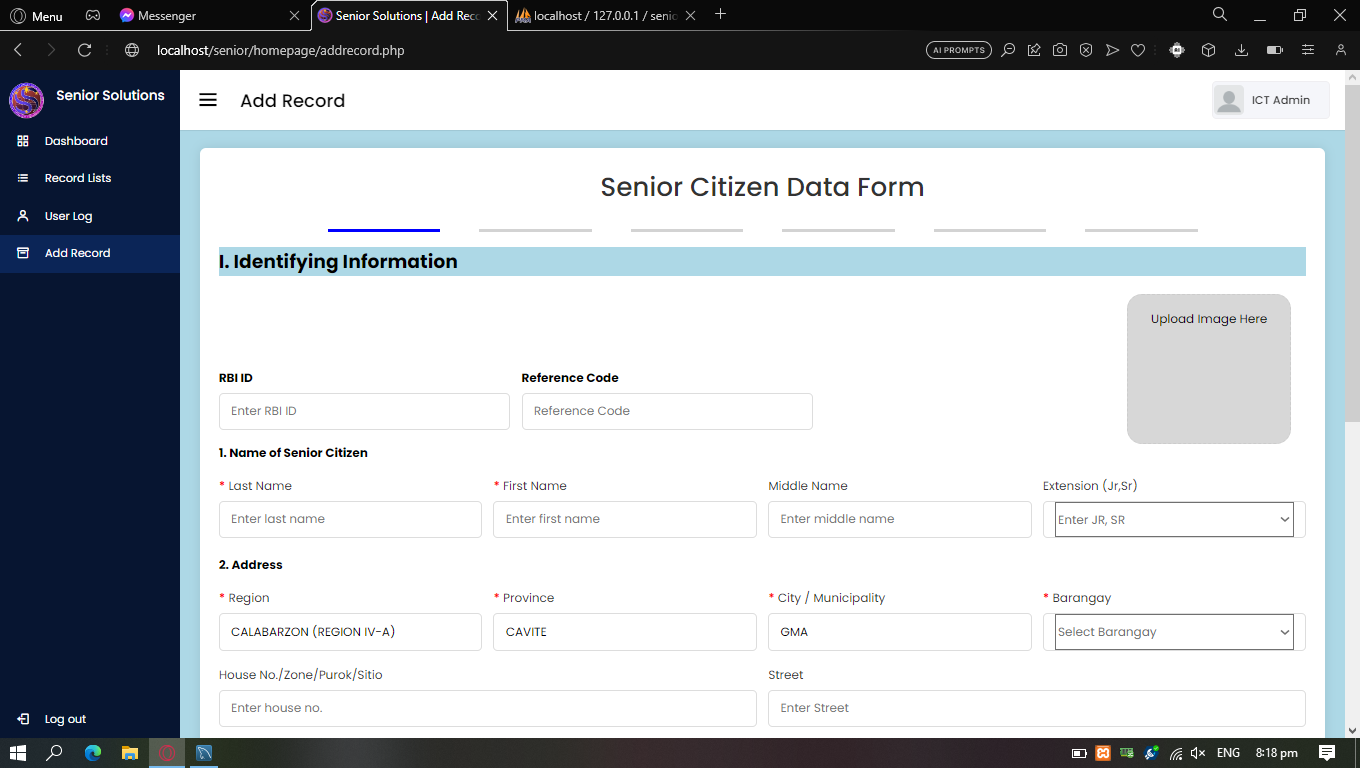 Menu
Messenger
Senior Solutions | Add Reco
localhost / 127.0.0.1 / senio
localhost/senior/homepage/addrecord.php
AI PROMPTS
Senior Solutions
Add Record
ICT Admin
Dashboard
Record Lists
User Log
Add Record
Log out
Senior Citizen Data Form
I. Identifying Information
Upload Image Here
RBI ID
Reference Code
Enter RBI ID
Reference Code
1. Name of Senior Citizen
* Last Name
* First Name
Middle Name
Extension (Jr,Sr)
Enter last name
Enter first name
Enter middle name
Enter JR, SR
2. Address
* Region
* Province
* City / Municipality
* Barangay
CALABARZON (REGION IV-A)
CAVITE
GMA
Select Barangay
House No./Zone/Purok/Sitio
Street
Enter house no.
Enter Street
ENG
8:18 pm